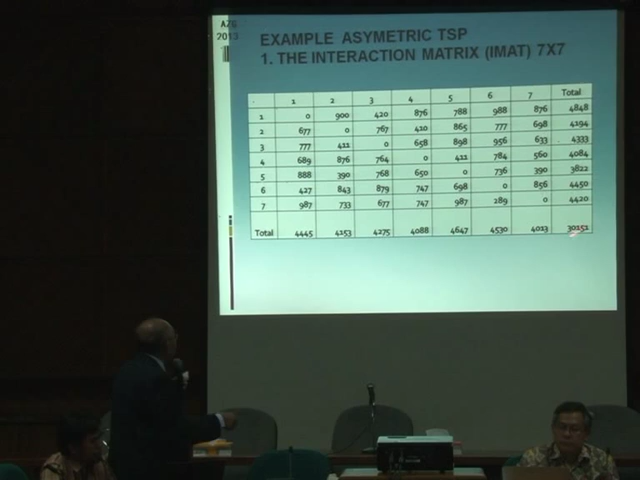 AZG
2013
EXAMPLE ASYMETRIC TSP
1. THE INTERACTION MATRIX (IMAT) 7X7
1 2 3 4 5 6 7 Total
1 0 900 420 876 788 988 876 4848
2 677 0 767 410 865 777 698 4194
3 777 411 0 658 898 956 633 4333
4 689 876 764 0 411 784 560 4084
5 888 390 768 650 0 736 390 3822
6 427 843 879 747 698 0 856 4450
7 987 733 677 747 987 289 0 4420
Total 4445 4153 4275 4088 4647 4530 4013 30151